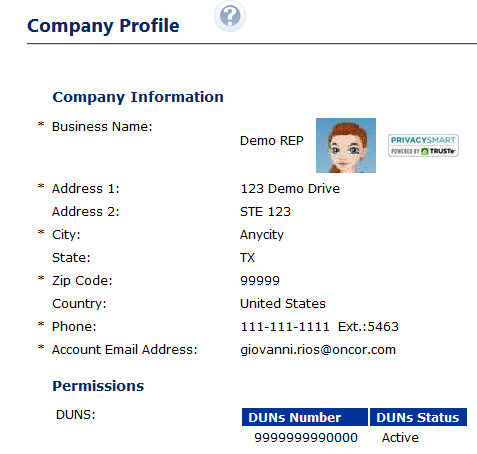 Company Profile ?
Company Information
* Business Name:
Demo REP PRIVACYSMART
POWERED BY TRUSTe
* Address 1: 123 Demo Drive
Address 2: STE 123
* City: Anycity
State: TX
* Zip Code: 99999
Country: United States
* Phone: 111-111-1111 Ext.:5463
* Account Email Address: giovanni.rios@oncor.com
Permissions
DUNS: DUNs Number DUNs Status
9999999990000 Active